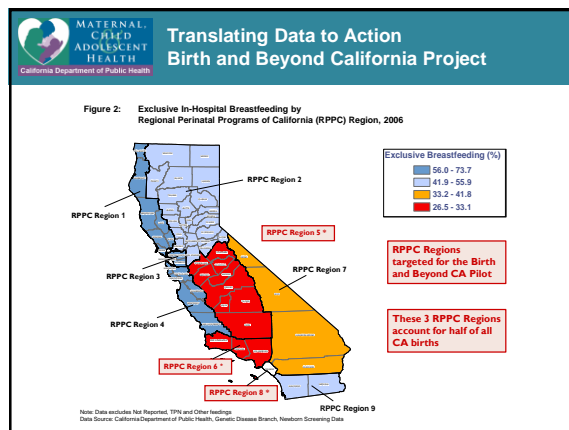 MATERNAL,
CHILD
ADOLESCENT
HEALTH
California Department of Public Health
Translating Data to Action
Birth and Beyond California Project
Figure 2: Exclusive In-Hospital Breastfeeding by
Regional Perinatal Programs of California (RPPC) Region, 2006
Exclusive Breastfeeding (%)
56.0 - 73.7
41.9 - 55.9
33.2 - 41.8
26.5 - 33.1
RPPC Region 2
RPPC Region 1
RPPC Region 5 *
RPPC Region 3
RPPC Region 7
RPPC Region 4
RPPC Region 6 *
RPPC Region 8 *
RPPC Region 9
RPPC Regions
targeted for the Birth
and Beyond CA Pilot
These 3 RPPC Regions
account for half of all
CA births
Note: Data excludes Not Reported, TPN and Other feedings
Data Source: California Department of Public Health, Genetic Disease Branch, Newborn Screening Data